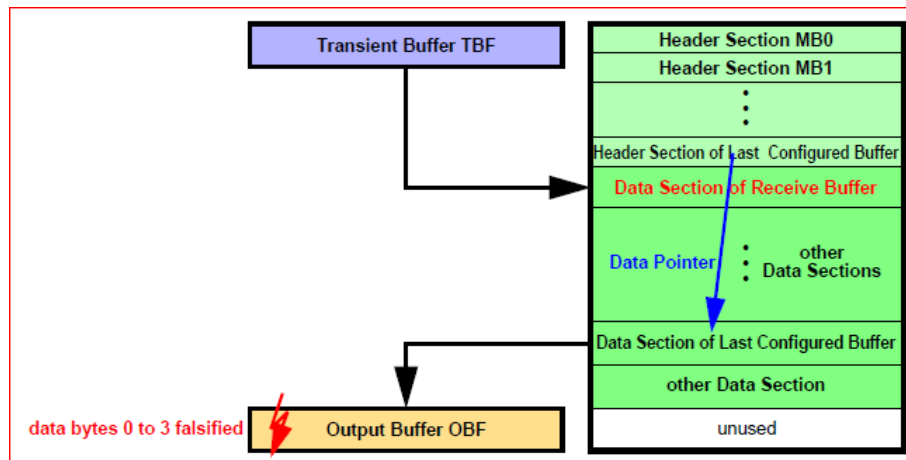 Transient Buffer TBF
Header Section MB0
Header Section MB1
Header Section of Last Configured Buffer
Data Section of Receive Buffer
Data Pointer
other
Data Sections
Data Section of Last Configured Buffer
other Data Section
data bytes 0 to 3 falsified
Output Buffer OBF
unused